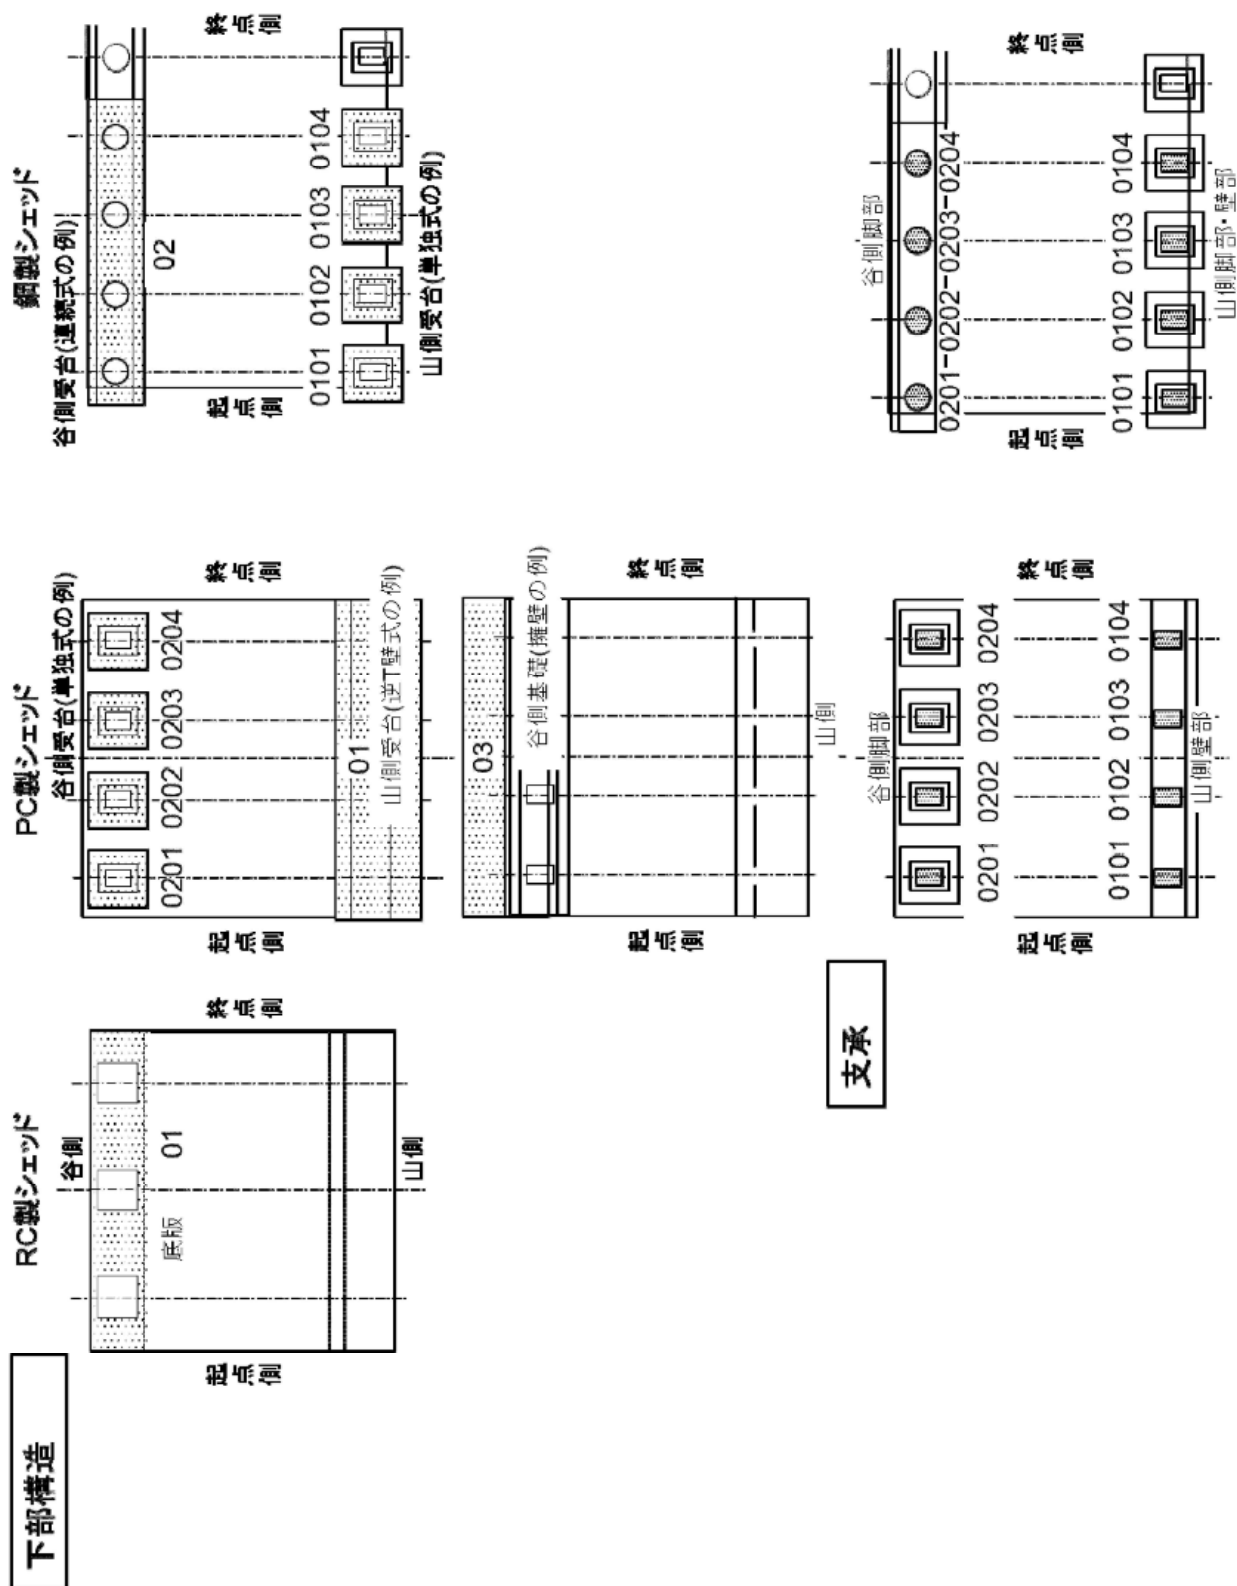 下部構造
RC製シェッド
谷側
起点側
終点側
01
底版
山側
PC製シェッド
谷側受台(単独式の例)
起点側
終点側
0201
0202
0203
0204
01
山側受台(逆T壁式の例)
03
谷側基礎(擁壁の例)
起点側
終点側
山側
鋼製シェッド
谷側受台(連続式の例)
02
起点側
終点側
0101
0102
0103
0104
山側受台(単独式の例)
支承
谷側脚部
起点側
終点側
0201
0202
0203
0204
0101
0102
0103
0104
山側壁部
谷側脚部
起点側
終点側
0201-0202-0203-0204
0101
0102
0103
0104
山側脚部・壁部